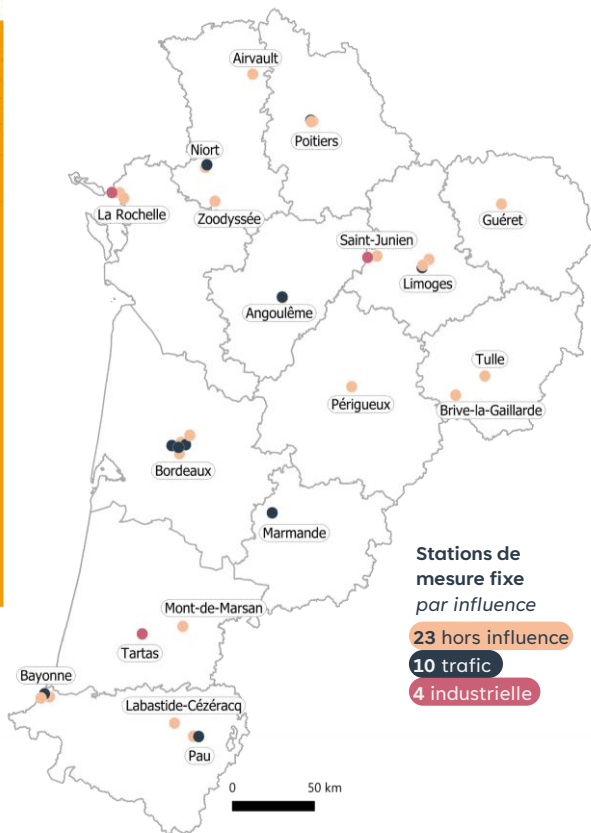 Airvault
Poitiers
Niort
La Rochelle
Zoodyssée
Guéret
Saint-Junien
Limoges
Angoulême
Tulle
Périgueux
Brive-la-Gaillarde
Bordeaux
Marmande
Stations de
mesure fixe
par influence
23 hors influence
10 trafic
4 industrielle
Mont-de-Marsan
Tartas
Bayonne
Labastide-Cézéracq
Pau
0 50 km